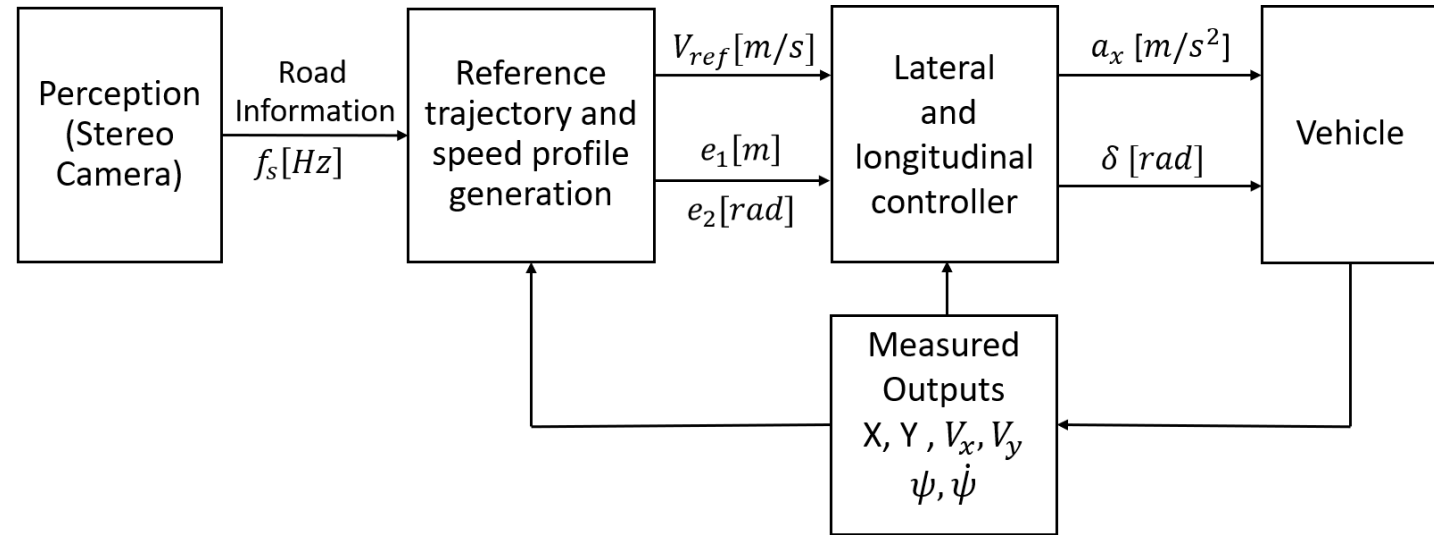 Perception
(Stereo
Camera)
Road
Information
f_s[Hz]
Reference
trajectory and
speed profile
generation
V_ref[m/s]
e_1[m]
e_2[rad]
Lateral
and
longitudinal
controller
a_x [m/s²]
δ [rad]
Vehicle
Measured
Outputs
X, Y , V_x, V_y
ψ, ψ̇